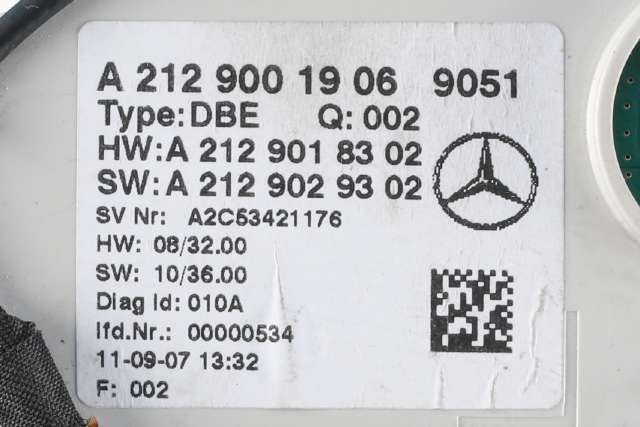 A 212 900 19 06 9051
Type:DBE Q: 002
HW:A 212 901 83 02
SW:A 212 902 93 02
SV Nr: A2C53421176
HW: 08/32.00
SW: 10/36.00
Diag Id: 010A
lfd.Nr.: 00000534
11-09-07 13:32
F: 002